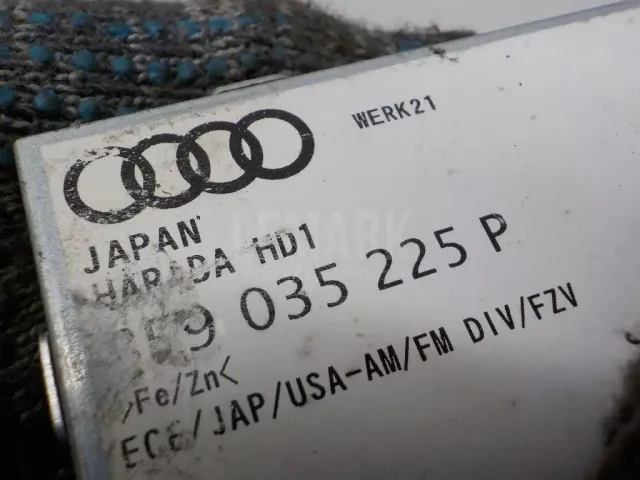 WERK21
JAPAN
HARADA HD1
9 035 225 P
>Fe/Zn<
ECE/JAP/USA-AM/FM DIV/FZV